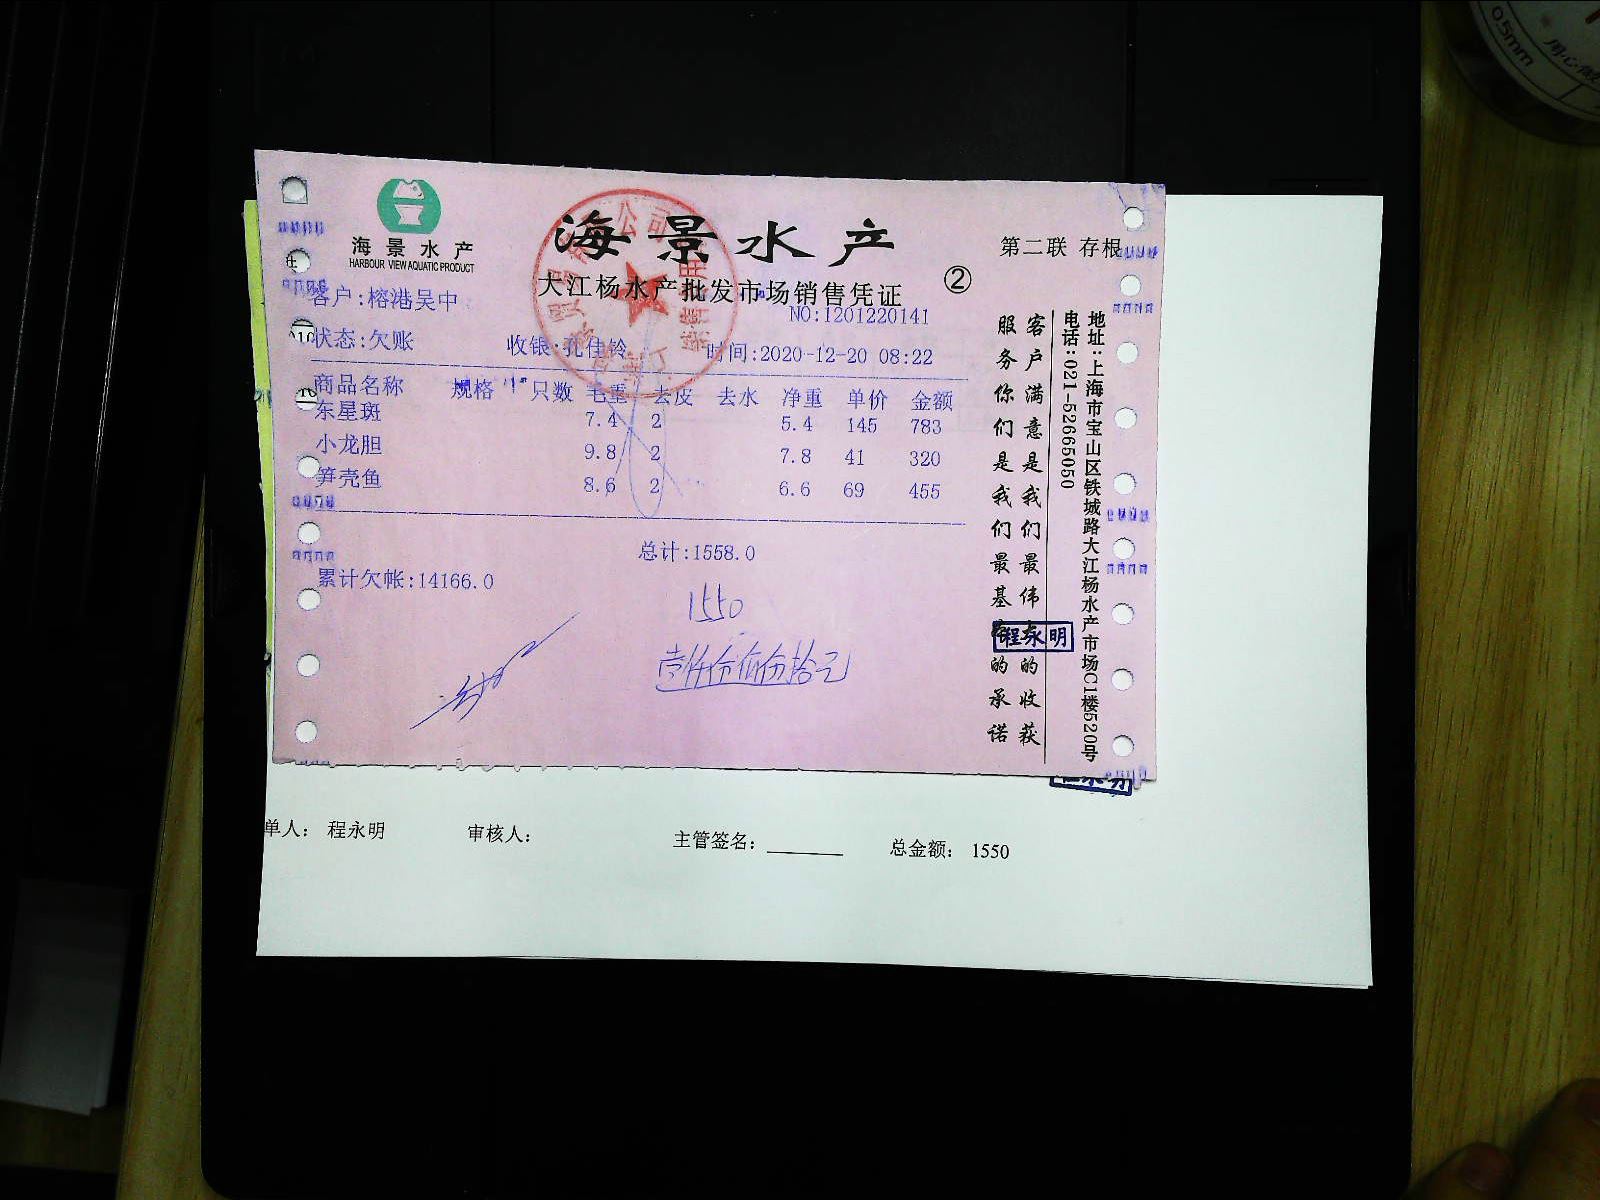 海景水产
HARBOUR VIEW AQUATIC PRODUCT
海景水产
大江杨水产批发市场销售凭证
②
第二联 存根
NO:1201220141
客户:榕港吴中
状态:欠账 收银:孔佳铃 时间:2020-12-20 08:22
商品名称 规格 只数 毛重 去皮 去水 净重 单价 金额
东星斑 7.4 2 5.4 145 783
小龙胆 9.8 2 7.8 41 320
笋壳鱼 8.6 2 6.6 69 455
总计:1558.0
累计欠帐:14166.0
1550
地址:上海市宝山区铁城路大江杨水产市场C1楼520号
电话:021-52665050
客户满意是我们最伟大的收获
服务你们是我们最基本的承诺
程永明
单人: 程永明 审核人: 主管签名: 总金额: 1550
0.5mm